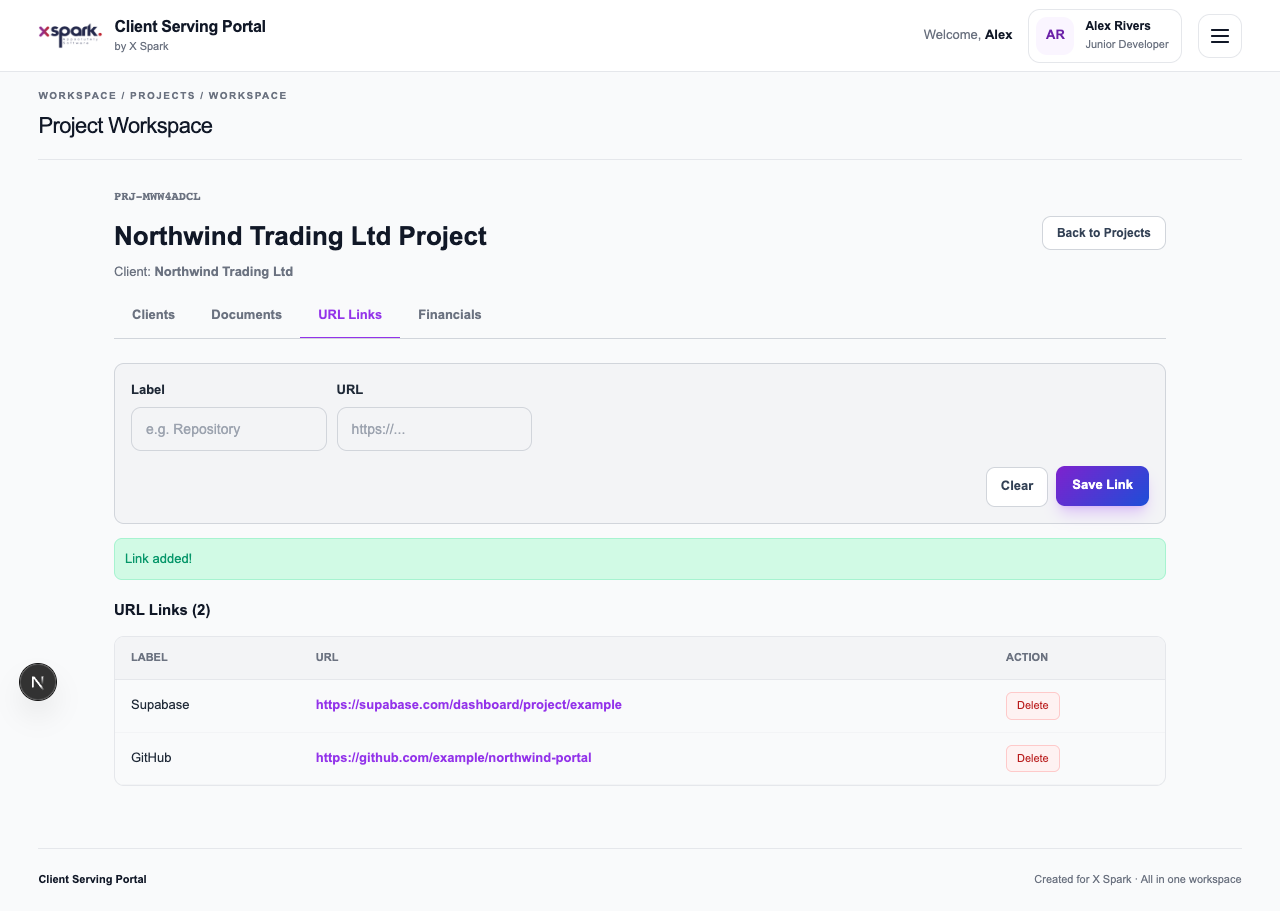 xspark.
Client Serving Portal
by X Spark
Welcome, Alex
AR
Alex Rivers
Junior Developer
WORKSPACE / PROJECTS / WORKSPACE
Project Workspace
PRJ-MWW4ADCL
Northwind Trading Ltd Project
Back to Projects
Client: Northwind Trading Ltd
Clients
Documents
URL Links
Financials
Label
URL
e.g. Repository
https://...
Clear
Save Link
Link added!
URL Links (2)
LABEL
URL
ACTION
Supabase
https://supabase.com/dashboard/project/example
Delete
GitHub
https://github.com/example/northwind-portal
Delete
N
Client Serving Portal
Created for X Spark · All in one workspace